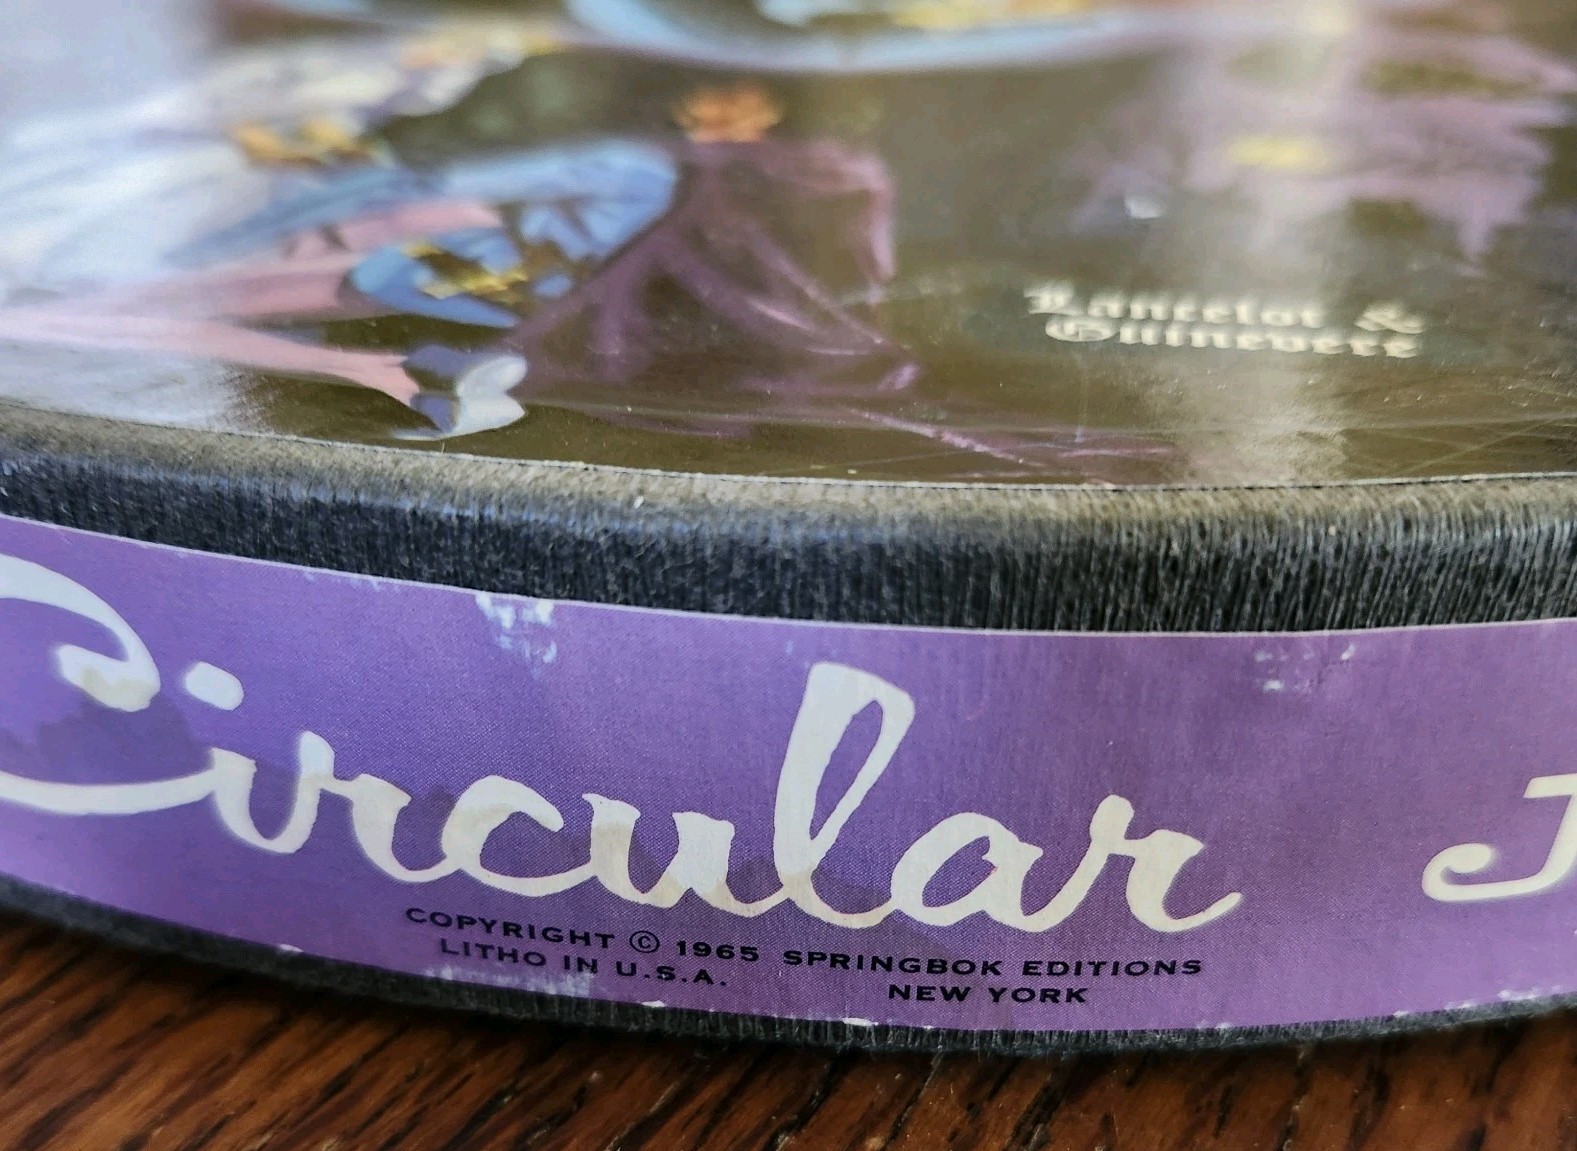 Lancelot &
Guinevere
Circular J
COPYRIGHT © 1965 SPRINGBOK EDITIONS
LITHO IN U.S.A. NEW YORK